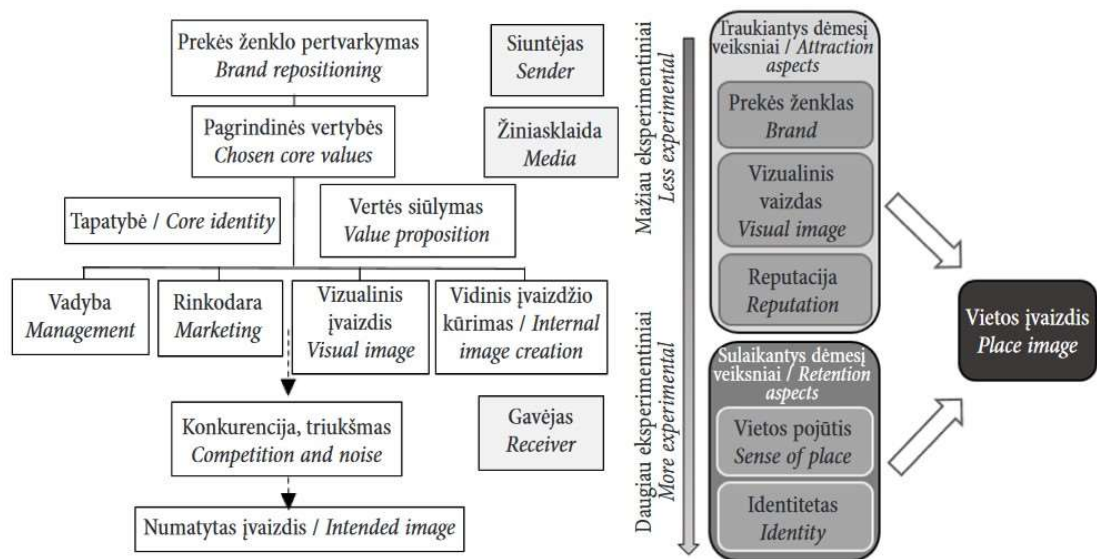 Prekės ženklo pertvarkymas
Brand repositioning
Pagrindinės vertybės
Chosen core values
Tapatybė / Core identity
Vertės siūlymas
Value proposition
Vadyba
Management
Rinkodara
Marketing
Vizualinis
įvaizdis
Visual image
Vidinis įvaizdžio
kūrimas / Internal
image creation
Konkurencija, triukšmas
Competition and noise
Numatytas įvaizdis / Intended image
Siuntėjas
Sender
Žiniasklaida
Media
Gavėjas
Receiver
Mažiau eksperimentiniai
Less experimental
Daugiau eksperimentiniai
More experimental
Traukiantys dėmesį
veiksniai / Attraction
aspects
Prekės ženklas
Brand
Vizualinis
vaizdas
Visual image
Reputacija
Reputation
Sulaikantys dėmesį
veiksniai / Retention
aspects
Vietos pojūtis
Sense of place
Identitetas
Identity
Vietos įvaizdis
Place image